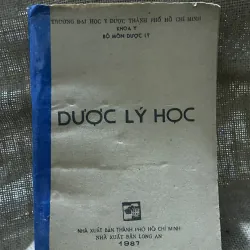 TRƯỜNG ĐẠI HỌC Y DƯỢC THÀNH PHỐ HỒ CHÍ MINH
KHOA Y
BỘ MÔN DƯỢC LÝ
DƯỢC LÝ HỌC
NHÀ XUẤT BẢN THÀNH PHỐ HỒ CHÍ MINH
NHÀ XUẤT BẢN LONG AN
1987